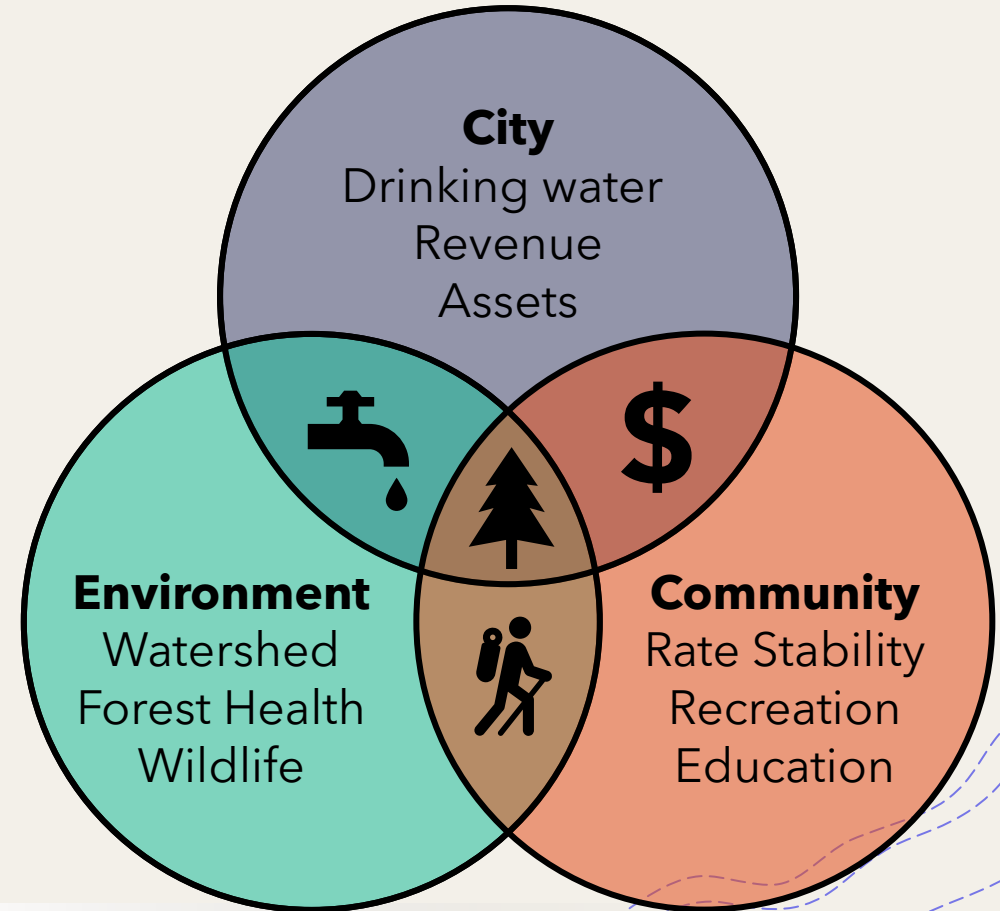 City
Drinking water
Revenue
Assets
$
Environment
Watershed
Forest Health
Wildlife
Community
Rate Stability
Recreation
Education